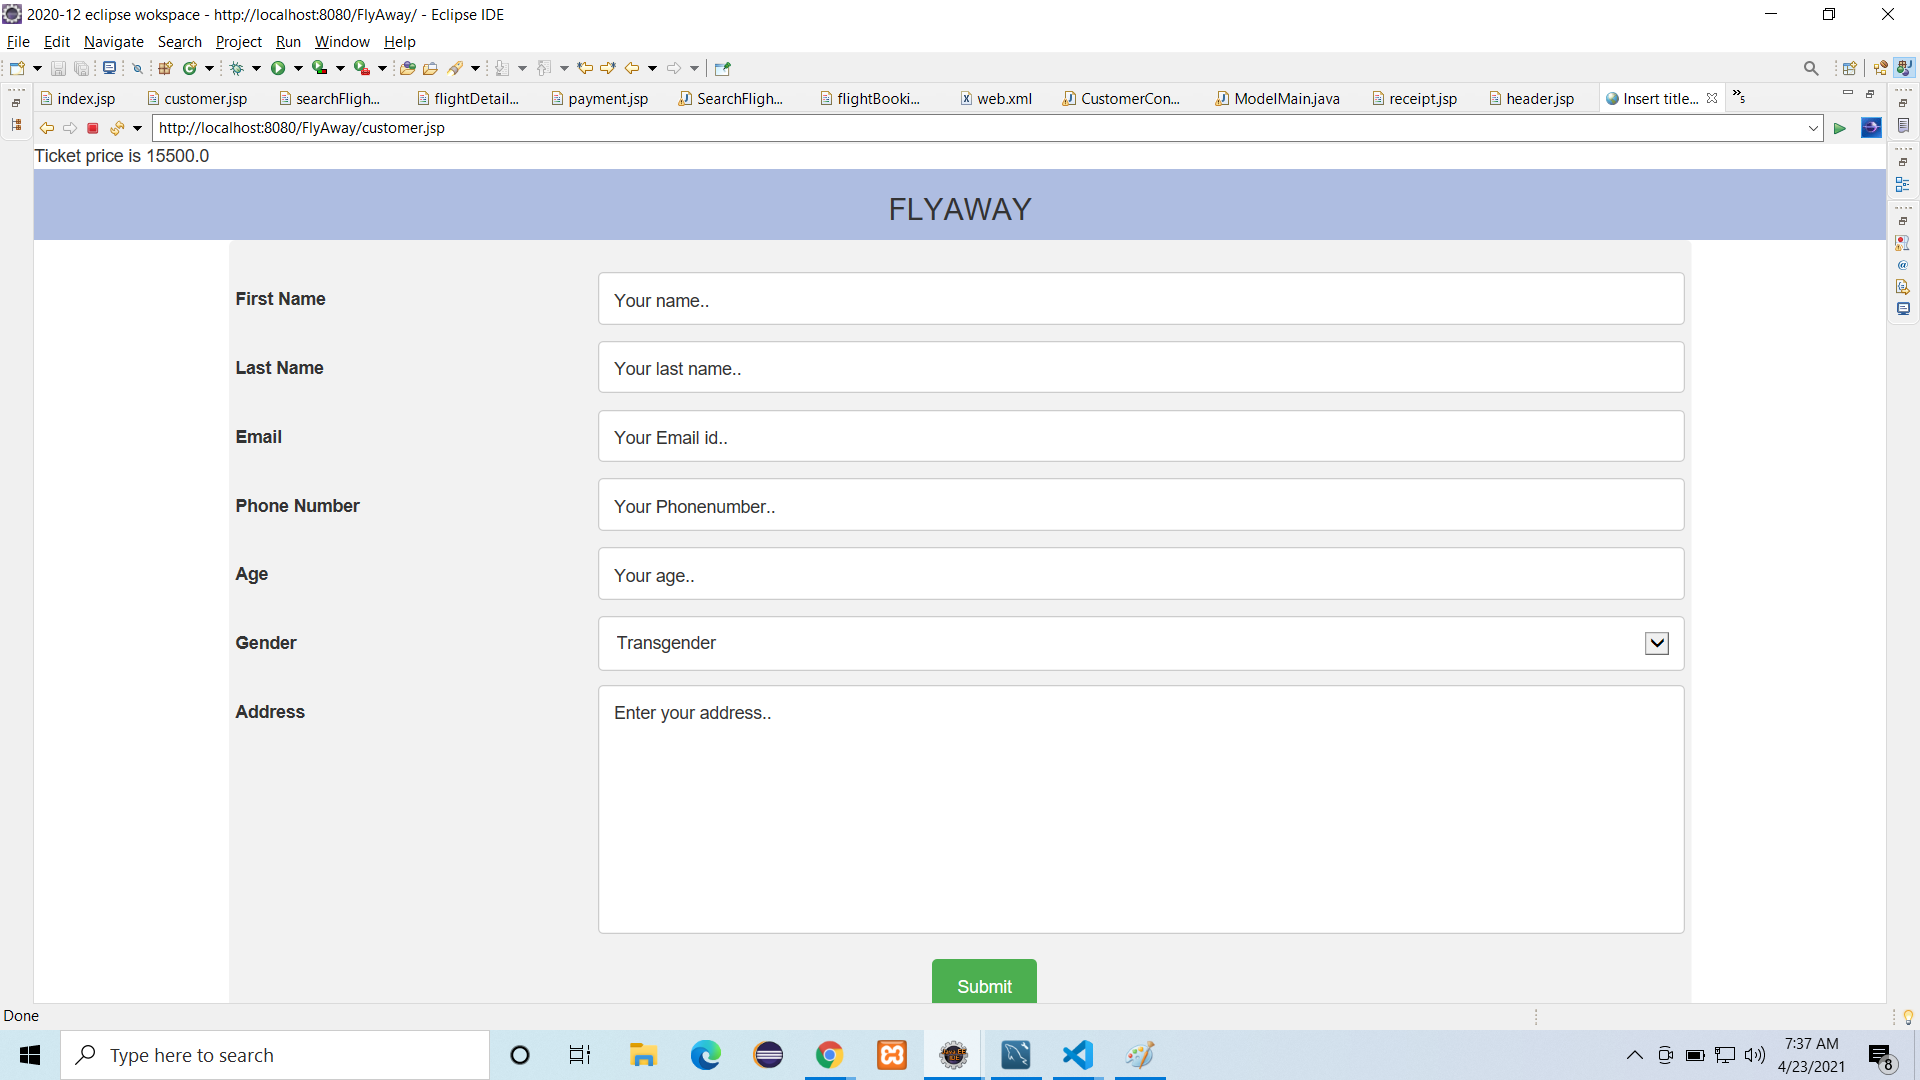 2020-12 eclipse wokspace - http://localhost:8080/FlyAway/ - Eclipse IDE
File Edit Navigate Search Project Run Window Help
index.jsp customer.jsp searchFligh... flightDetail... payment.jsp SearchFligh... flightBooki... web.xml CustomerCon... ModelMain.java receipt.jsp header.jsp Insert title... »5
http://localhost:8080/FlyAway/customer.jsp
Ticket price is 15500.0
FLYAWAY
First Name Your name..
Last Name Your last name..
Email Your Email id..
Phone Number Your Phonenumber..
Age Your age..
Gender Transgender
Address Enter your address..
Submit
Done
Type here to search
7:37 AM
4/23/2021
8